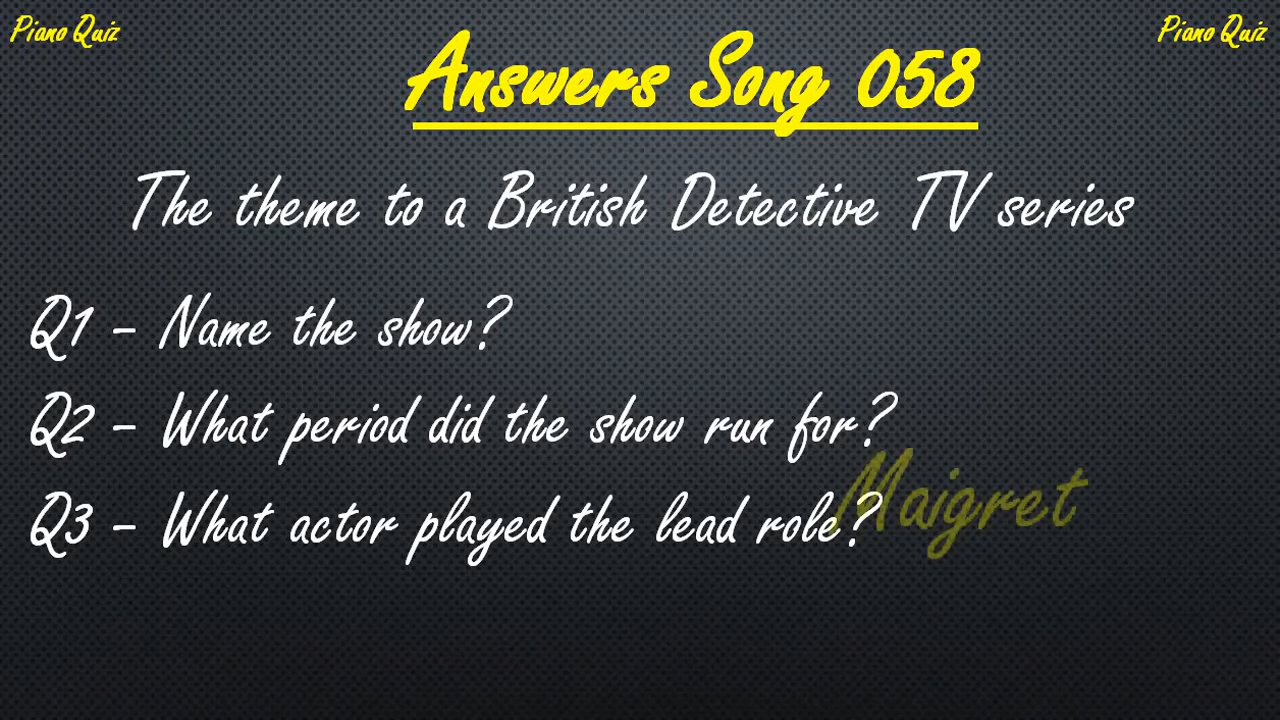 Piano Quiz
Piano Quiz
Answers Song 058
The theme to a British Detective TV series
Q1 – Name the show?
Q2 – What period did the show run for?
Maigret
Q3 – What actor played the lead role?